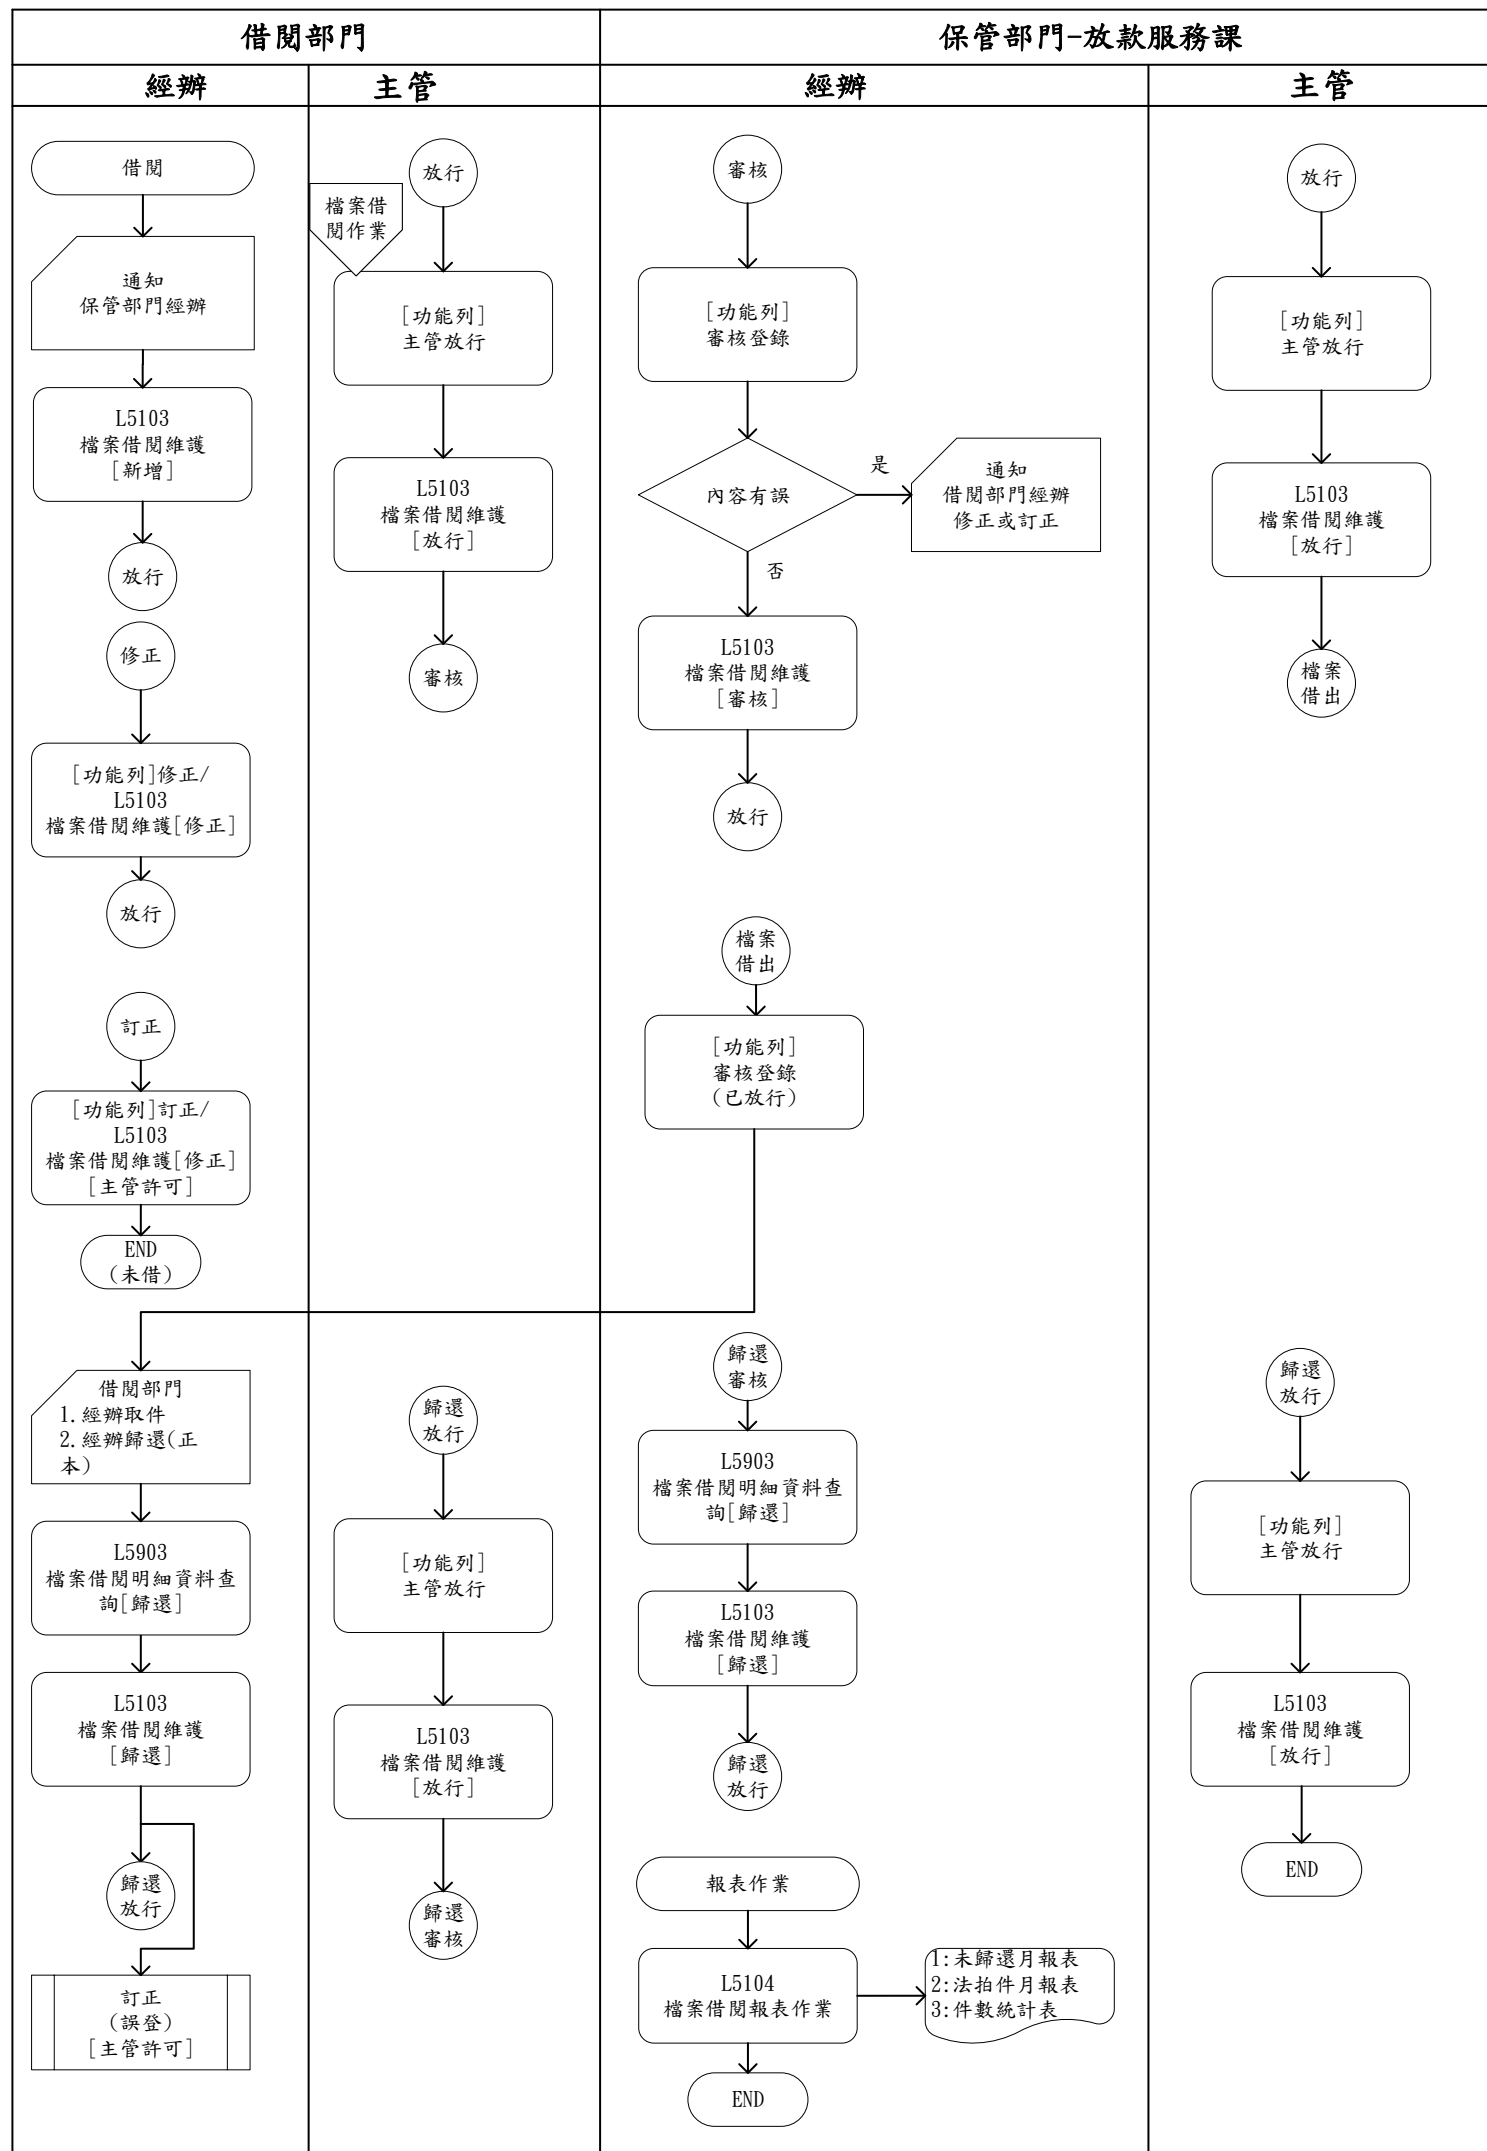 借閱部門
保管部門-放款服務課
經辦
主管
經辦
主管
借閱
通知
保管部門經辦
L5103
檔案借閱維護
[新增]
放行
修正
[功能列]修正/
L5103
檔案借閱維護[修正]
放行
訂正
[功能列]訂正/
L5103
檔案借閱維護[修正]
[主管許可]
END
(未借)
借閱部門
1.經辦取件
2.經辦歸還(正
本)
L5903
檔案借閱明細資料查
詢[歸還]
L5103
檔案借閱維護
[歸還]
歸還
放行
訂正
(誤登)
[主管許可]
放行
檔案借
閱作業
[功能列]
主管放行
L5103
檔案借閱維護
[放行]
審核
歸還
放行
[功能列]
主管放行
L5103
檔案借閱維護
[放行]
歸還
審核
審核
[功能列]
審核登錄
內容有誤
是
通知
借閱部門經辦
修正或訂正
否
L5103
檔案借閱維護
[審核]
放行
檔案
借出
[功能列]
審核登錄
(已放行)
歸還
審核
L5903
檔案借閱明細資料查
詢[歸還]
L5103
檔案借閱維護
[歸還]
歸還
放行
報表作業
L5104
檔案借閱報表作業
1:未歸還月報表
2:法拍件月報表
3:件數統計表
END
放行
[功能列]
主管放行
L5103
檔案借閱維護
[放行]
檔案
借出
歸還
放行
[功能列]
主管放行
L5103
檔案借閱維護
[放行]
END